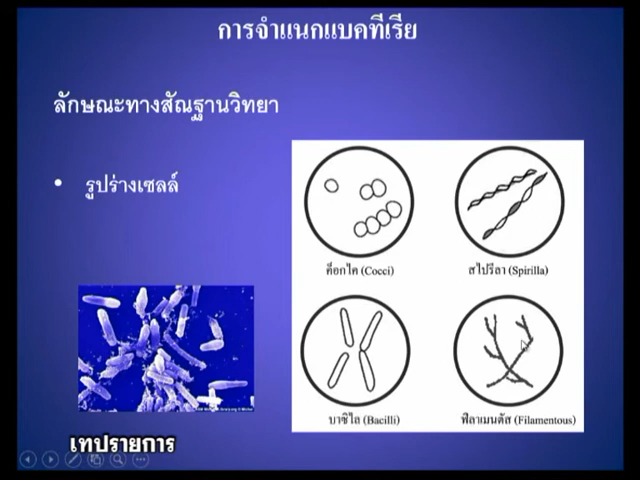 การจำแนกแบคทีเรีย
ลักษณะทางสัณฐานวิทยา
• รูปร่างเซลล์
ค็อกไค (Cocci)
สไปริลา (Spirilla)
บาซิไล (Bacilli)
ฟิลาเมนตัส (Filamentous)
เทปรายการ